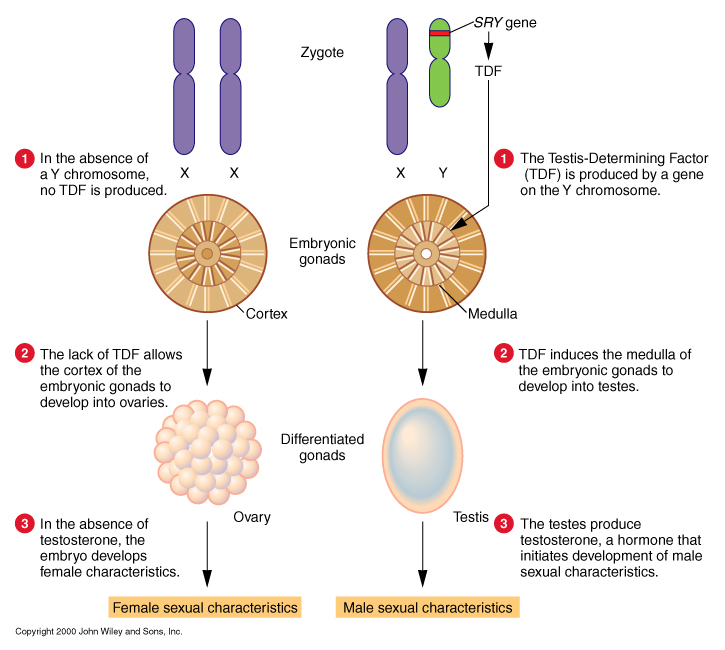 SRY gene
Zygote
TDF
1 In the absence of
a Y chromosome,
no TDF is produced.
X X
X Y
1 The Testis-Determining Factor
(TDF) is produced by a gene
on the Y chromosome.
Embryonic
gonads
Cortex
Medulla
2 The lack of TDF allows
the cortex of the
embryonic gonads to
develop into ovaries.
2 TDF induces the medulla of
the embryonic gonads to
develop into testes.
Differentiated
gonads
Ovary
Testis
3 In the absence of
testosterone, the
embryo develops
female characteristics.
3 The testes produce
testosterone, a hormone that
initiates development of male
sexual characteristics.
Female sexual characteristics
Male sexual characteristics
Copyright 2000 John Wiley and Sons, Inc.